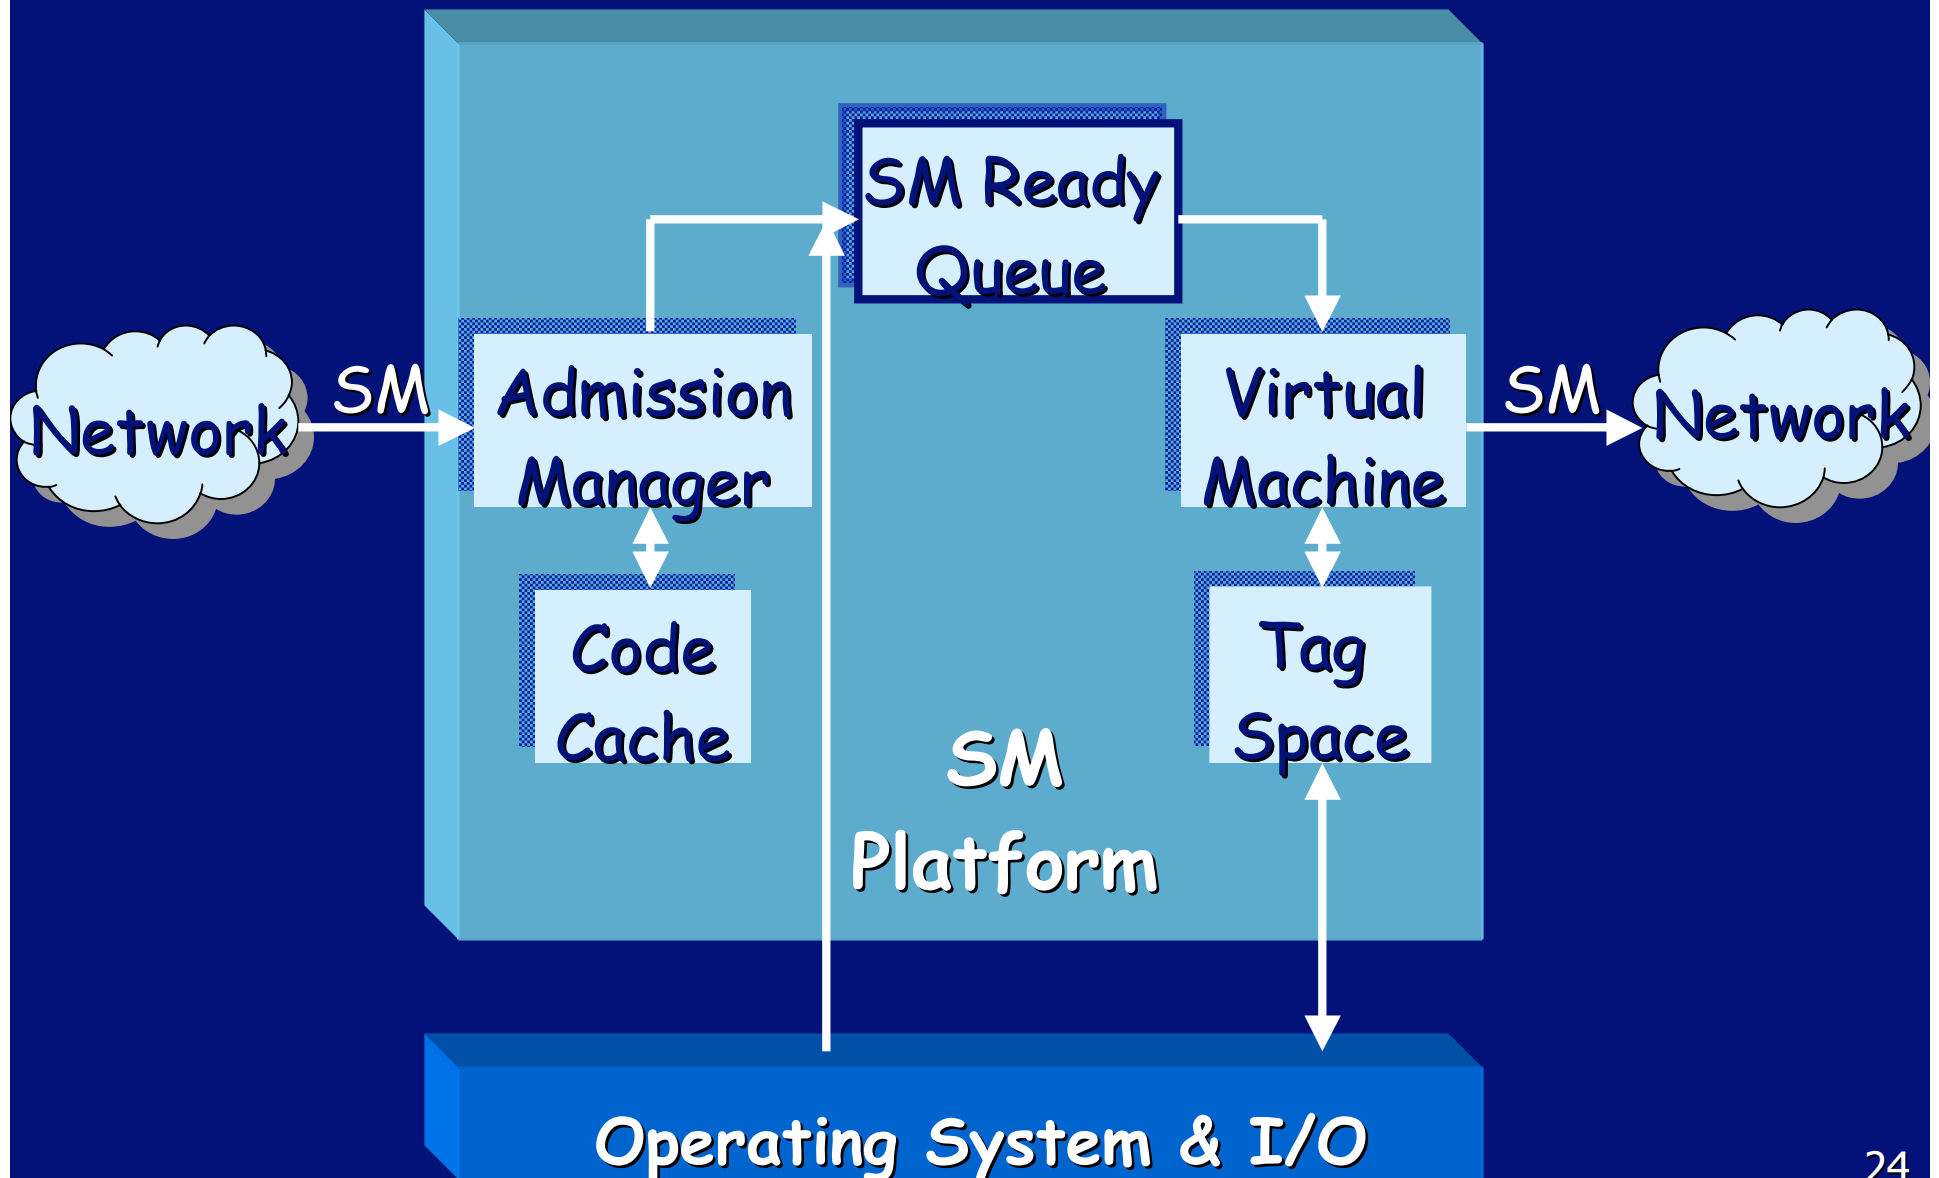 SM Ready
Queue
Network
SM
Admission
Manager
Virtual
Machine
SM
Network
Code
Cache
Tag
Space
SM
Platform
Operating System & I/O
24